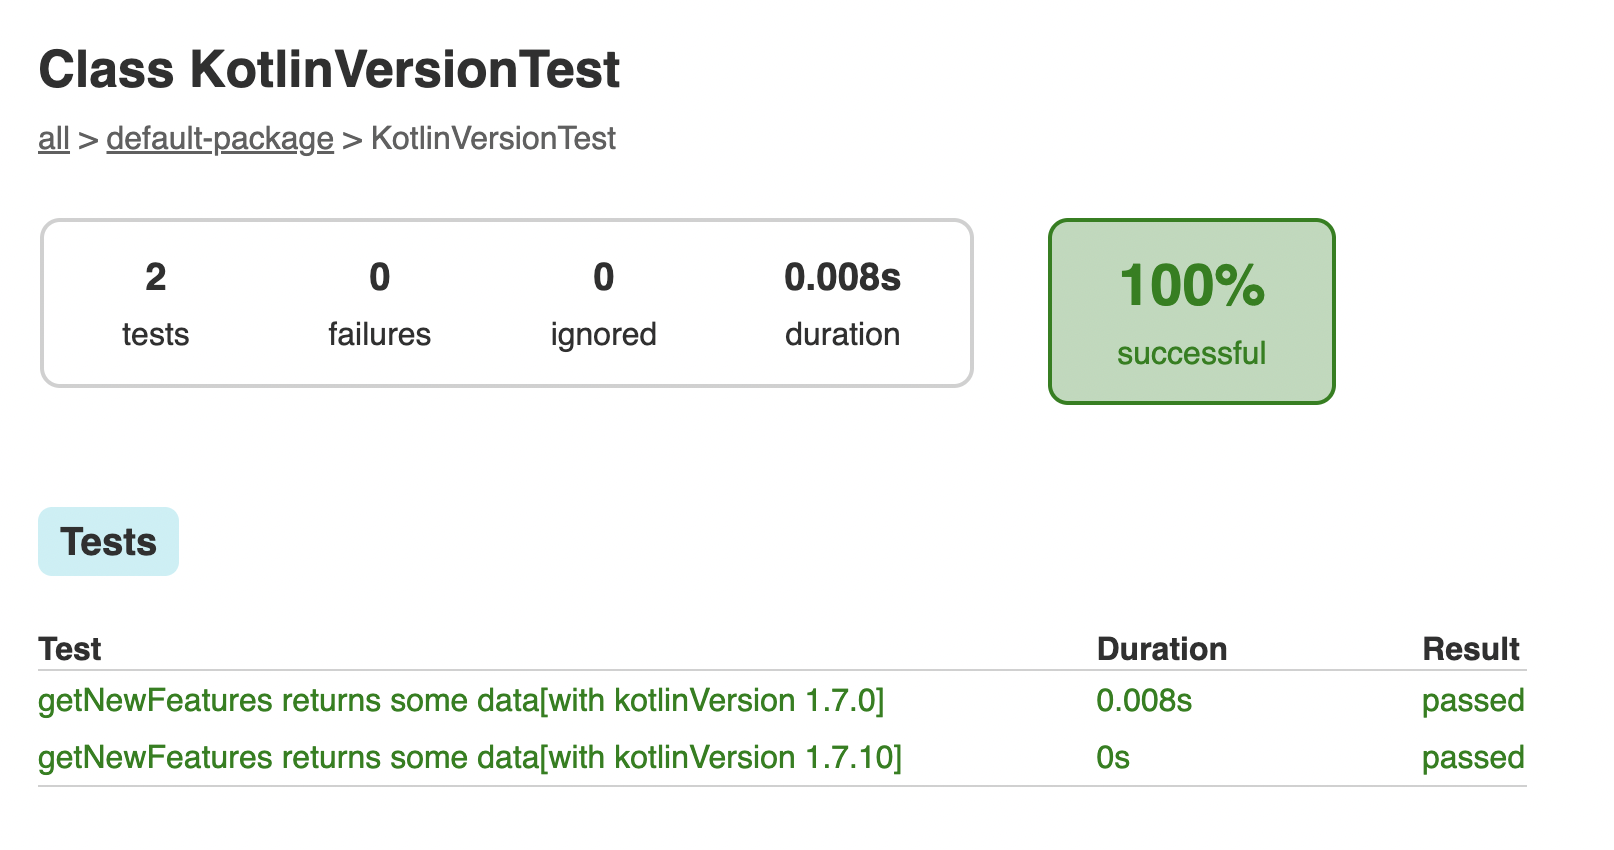 Class KotlinVersionTest
all > default-package > KotlinVersionTest
2 0 0 0.008s
tests failures ignored duration
100%
successful
Tests
Test Duration Result
getNewFeatures returns some data[with kotlinVersion 1.7.0] 0.008s passed
getNewFeatures returns some data[with kotlinVersion 1.7.10] 0s passed